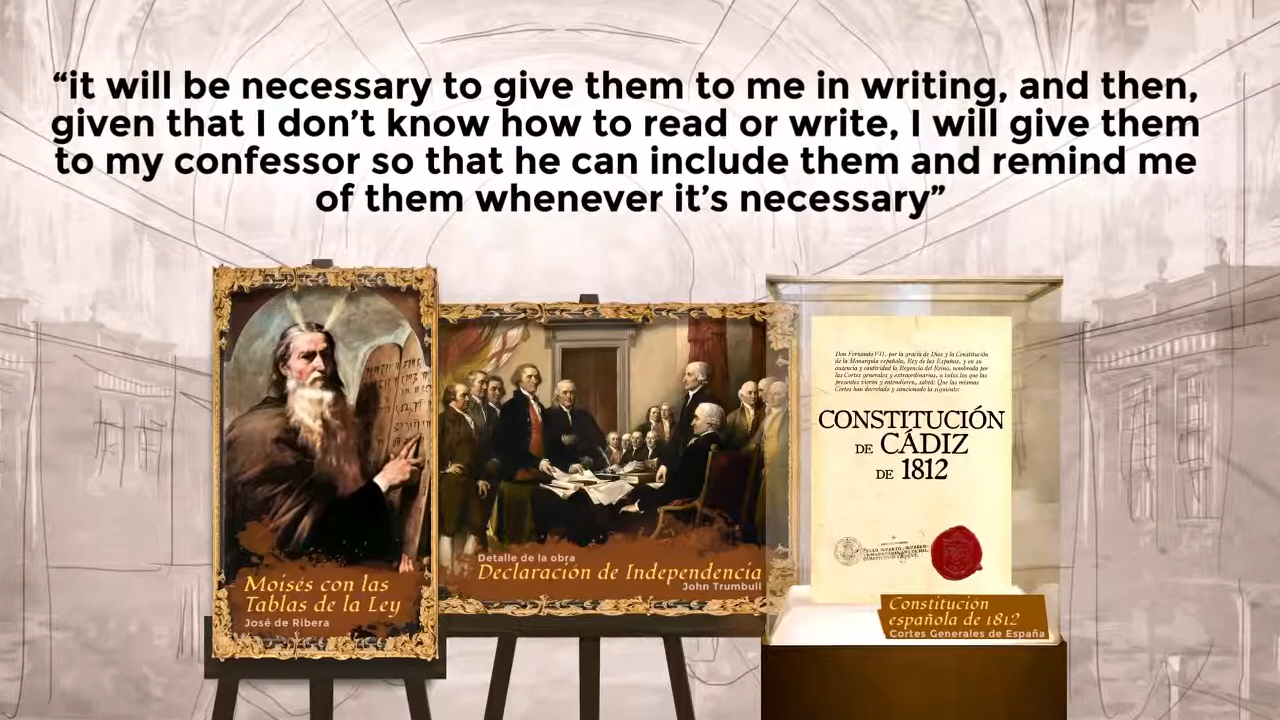 “it will be necessary to give them to me in writing, and then,
given that I don’t know how to read or write, I will give them
to my confessor so that he can include them and remind me
of them whenever it’s necessary”
Moisés con las
Tablas de la Ley
José de Ribera
Detalle de la obra
Declaración de Independencia
John Trumbull
Don Fernando VII, por la gracia de Dios y la Constitución
de la Monarquía española, Rey de las Españas, y en su
ausencia y cautividad la Regencia del Reino, nombrada por
las Cortes generales y extraordinarias, a todos los que las
presentes vieren y entendieren, sabed: Que las mismas
Cortes han decretado y sancionado la siguiente:
CONSTITUCIÓN
DE CÁDIZ
DE 1812
Constitución
española de 1812
Cortes Generales de España